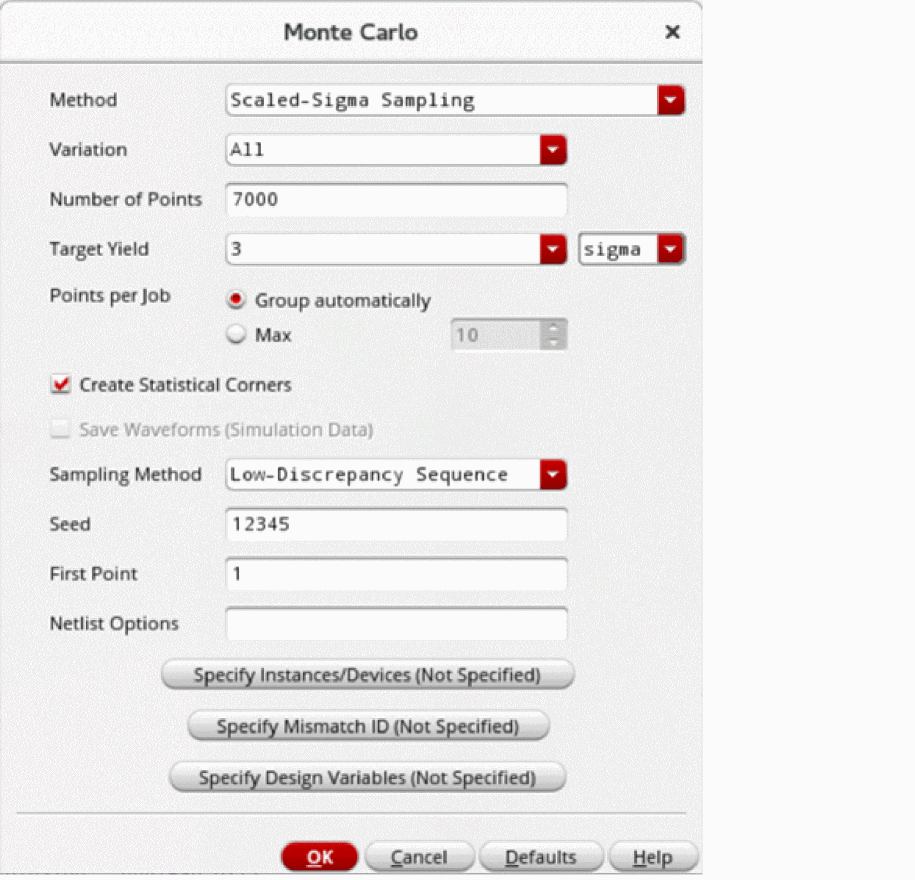 Monte Carlo
Method Scaled-Sigma Sampling
Variation All
Number of Points 7000
Target Yield 3 sigma
Points per Job Group automatically
Max 10
Create Statistical Corners
Save Waveforms (Simulation Data)
Sampling Method Low-Discrepancy Sequence
Seed 12345
First Point 1
Netlist Options
Specify Instances/Devices (Not Specified)
Specify Mismatch ID (Not Specified)
Specify Design Variables (Not Specified)
OK Cancel Defaults Help